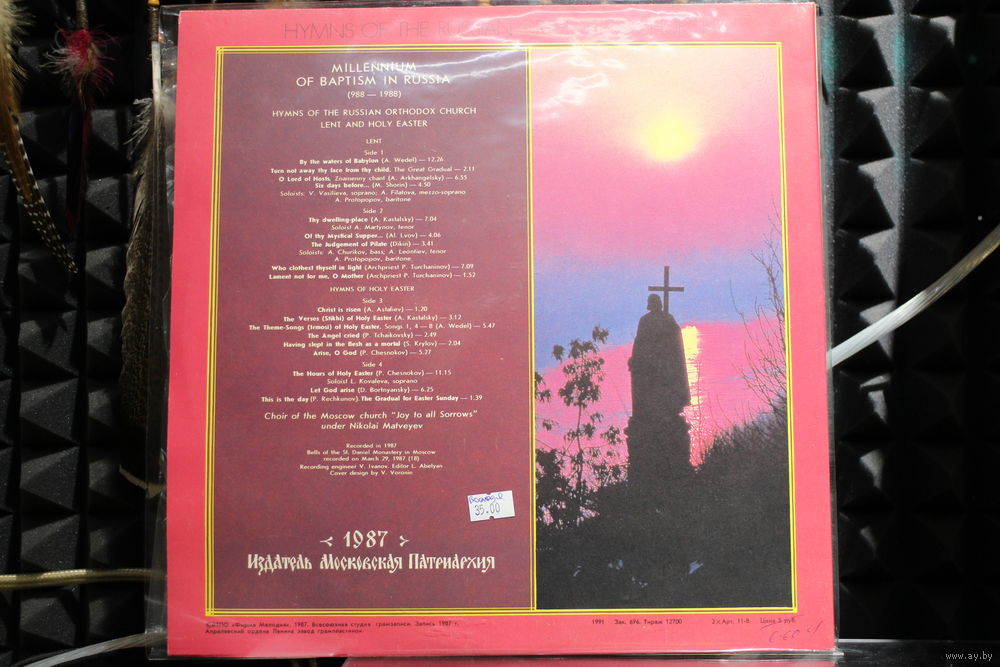 HYMNS OF THE RUSSIAN
MILLENNIUM
OF BAPTISM IN RUSSIA
(988 — 1988)
HYMNS OF THE RUSSIAN ORTHODOX CHURCH
LENT AND HOLY EASTER
LENT
Side 1
By the waters of Babylon (A. Wedel) — 12.26
Turn not away thy face from thy child. The Great Gradual — 2.11
O Lord of Hosts. Znamenny chant (A. Arkhangelsky) — 6.55
Six days before... (M. Shorin) — 4.50
Soloists: V. Vasilieva, soprano; A. Filatova, mezzo-soprano
A. Protopopov, baritone
Side 2
Thy dwelling-place (A. Kastalsky) — 7.04
Soloist A. Martynov, tenor
Of thy Mystical Supper... (Al. Lvov) — 4.06
The Judgement of Pilate (Dikin) — 3.41
Soloists: A. Churikov, bass; A. Leontiev, tenor
A. Protopopov, baritone
Who clothest thyself in light (Archpriest P. Turchaninov) — 7.09
Lament not for me, O Mother (Archpriest P. Turchaninov) — 1.52
HYMNS OF HOLY EASTER
Side 3
Christ is risen (A. Astafiev) — 1.20
The Verses (Stikhi) of Holy Easter (A. Kastalsky) — 3.12
The Theme-Songs (Irmosi) of Holy Easter. Songs 1, 4 — 8 (A. Wedel) — 5.47
The Angel cried (P. Tchaikovsky) — 2.49
Having slept in the flesh as a mortal (S. Krylov) — 2.04
Arise, O God (P. Chesnokov) — 5.27
Side 4
The Hours of Holy Easter (P. Chesnokov) — 11.15
Soloist L. Kovaleva, soprano
Let God arise (D. Bortnyansky) — 6.25
This is the day (P. Rechkunov). The Gradual for Easter Sunday — 1.39
Choir of the Moscow church "Joy to all Sorrows"
under Nikolai Matveyev
Recorded in 1987
Bells of the St. Daniel Monastery in Moscow
recorded on March 29, 1987 (18)
Recording engineer V. Ivanov. Editor L. Abelyan
Cover design by V. Voronin
35.00
1987
Издатель Московская Патриархия
«Фирма Мелодия», 1987. Всесоюзная студия грамзаписи. Запись 1987 г.
Апрелевский ордена Ленина завод грампластинок
1991 Зак. 696. Тираж 12700 2×Арт. 11-8. Цена 5 руб.
www.ay.by